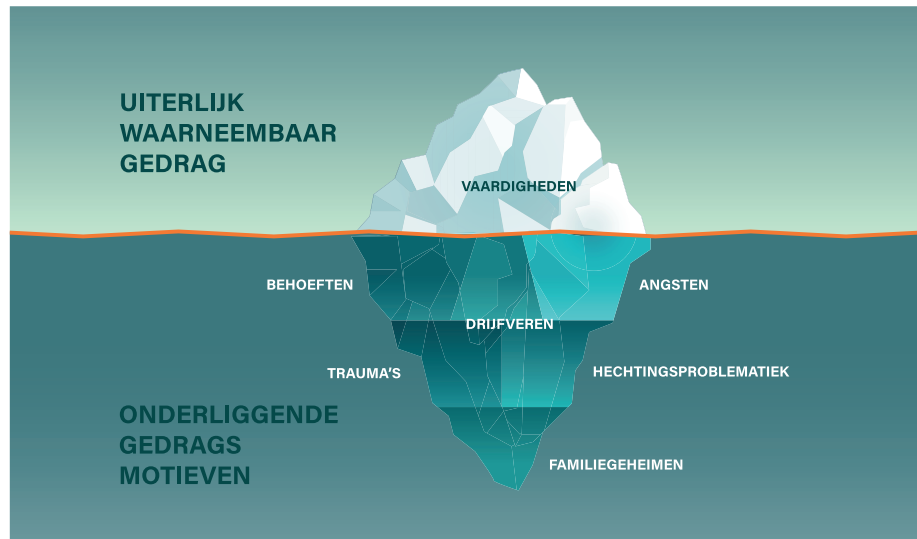 UITERLIJK
WAARNEEMBAAR
GEDRAG
VAARDIGHEDEN
BEHOEFTEN
ANGSTEN
DRIJFVEREN
TRAUMA'S
HECHTINGSPROBLEMATIEK
ONDERLIGGENDE
GEDRAGS
MOTIEVEN
FAMILIEGEHEIMEN